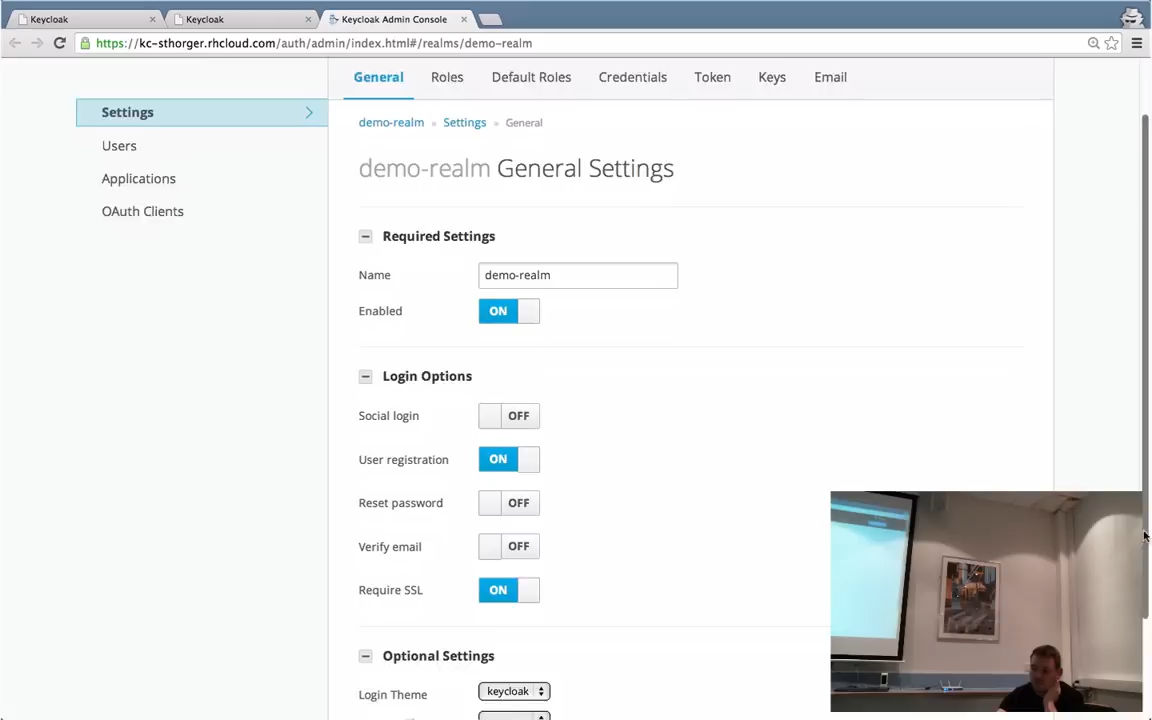 Keycloak
Keycloak
Keycloak Admin Console
https://kc-sthorger.rhcloud.com/auth/admin/index.html#/realms/demo-realm
General Roles Default Roles Credentials Token Keys Email
Settings
Users
Applications
OAuth Clients
demo-realm » Settings » General
demo-realm General Settings
Required Settings
Name demo-realm
Enabled ON
Login Options
Social login OFF
User registration ON
Reset password OFF
Verify email OFF
Require SSL ON
Optional Settings
Login Theme keycloak